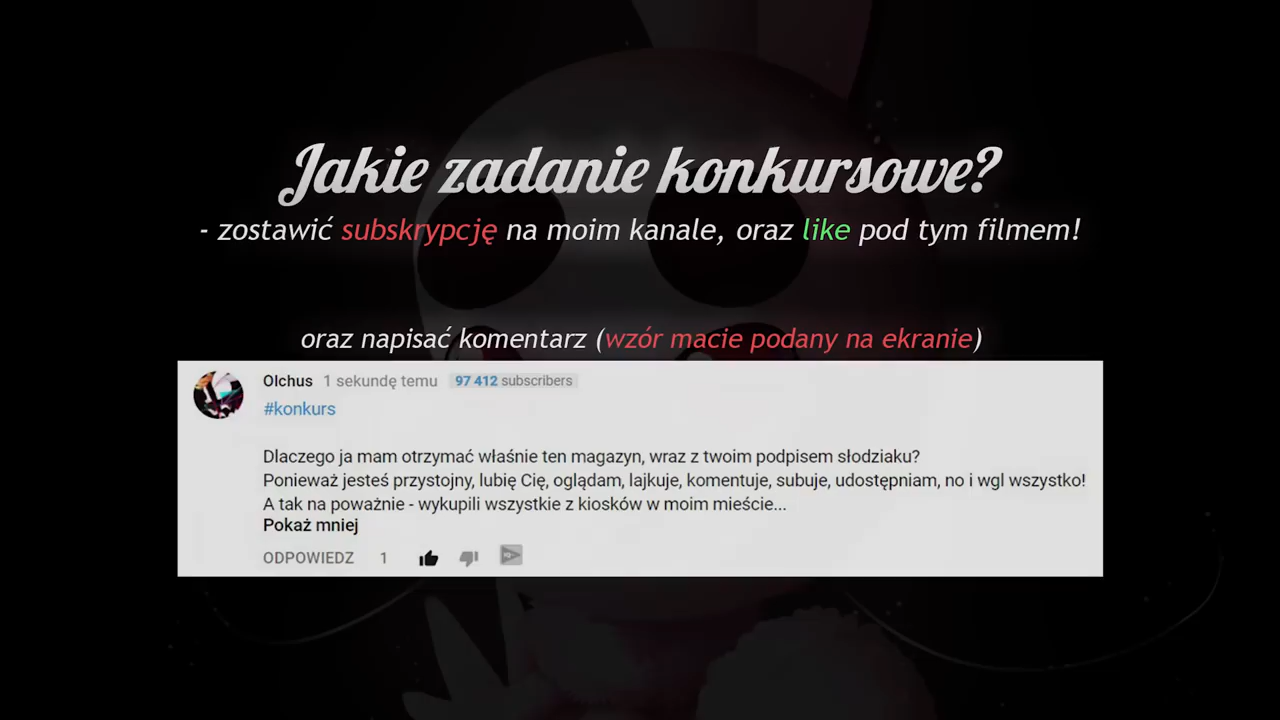 Jakie zadanie konkursowe?
- zostawić subskrypcję na moim kanale, oraz like pod tym filmem!
oraz napisać komentarz (wzór macie podany na ekranie)
Olchus 1 sekundę temu 97 412 subscribers
#konkurs
Dlaczego ja mam otrzymać właśnie ten magazyn, wraz z twoim podpisem słodziaku?
Ponieważ jesteś przystojny, lubię Cię, oglądam, lajkuje, komentuje, subuje, udostępniam, no i wgl wszystko!
A tak na poważnie - wykupili wszystkie z kiosków w moim mieście...
Pokaż mniej
ODPOWIEDZ 1